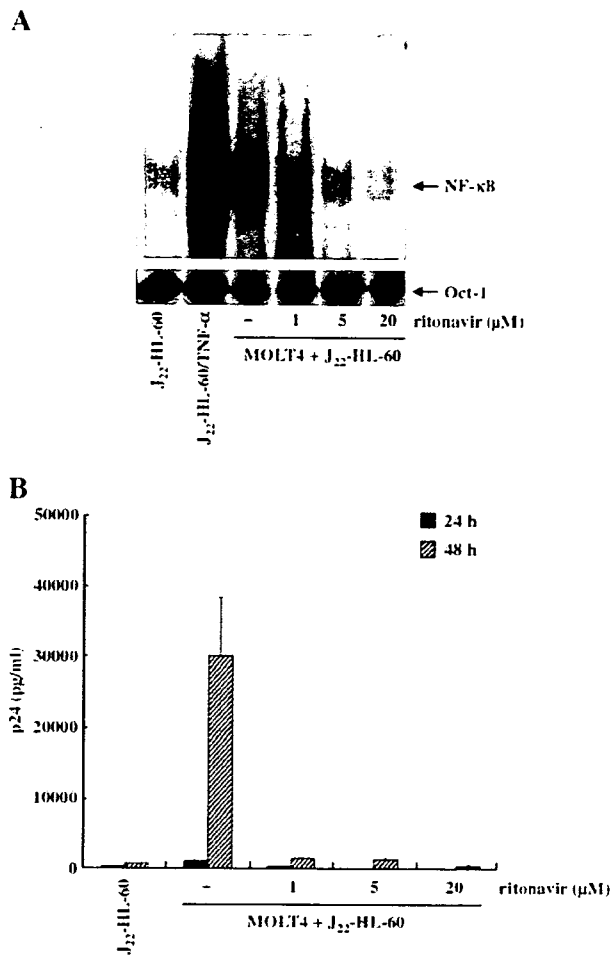 A
← NF-κB
← Oct-1
− 1 5 20 ritonavir (μM)
J22-HL-60
J22-HL-60/TNF-α
MOLT4 + J22-HL-60
B
50000
40000
30000
20000
10000
0
p24 (pg/ml)
24 h
48 h
J22-HL-60
− 1 5 20 ritonavir (μM)
MOLT4 + J22-HL-60